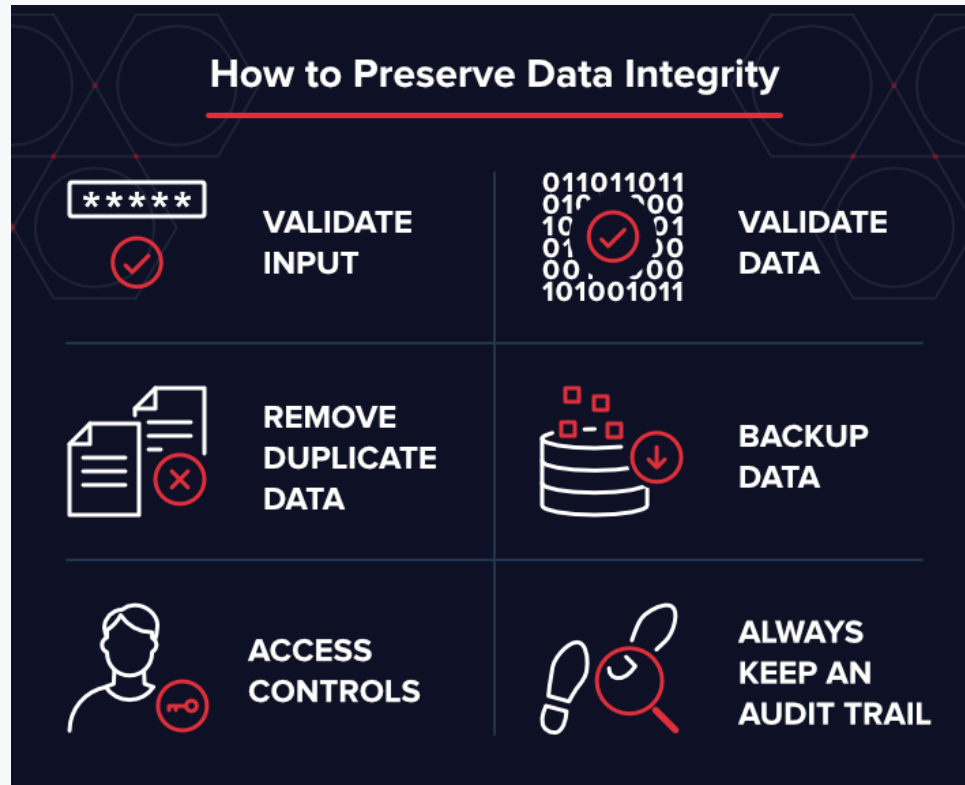 How to Preserve Data Integrity
*****
VALIDATE
INPUT
011011011
VALIDATE
DATA
101001011
REMOVE
DUPLICATE
DATA
BACKUP
DATA
ACCESS
CONTROLS
ALWAYS
KEEP AN
AUDIT TRAIL